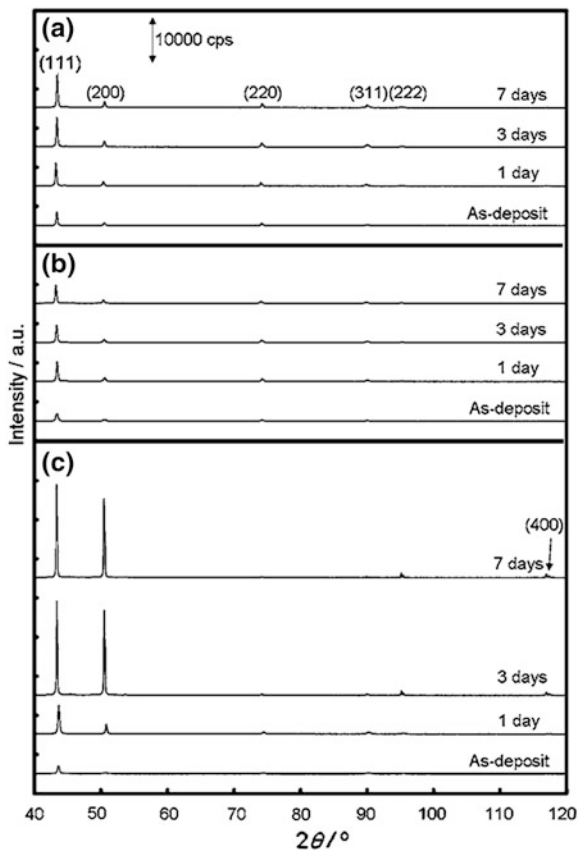 (a)
10000 cps
(111)
(200)
(220)
(311)(222)
7 days
3 days
1 day
As-deposit
(b)
7 days
3 days
1 day
As-deposit
(c)
(400)
7 days
3 days
1 day
As-deposit
Intensity / a.u.
40 50 60 70 80 90 100 110 120
2θ/°